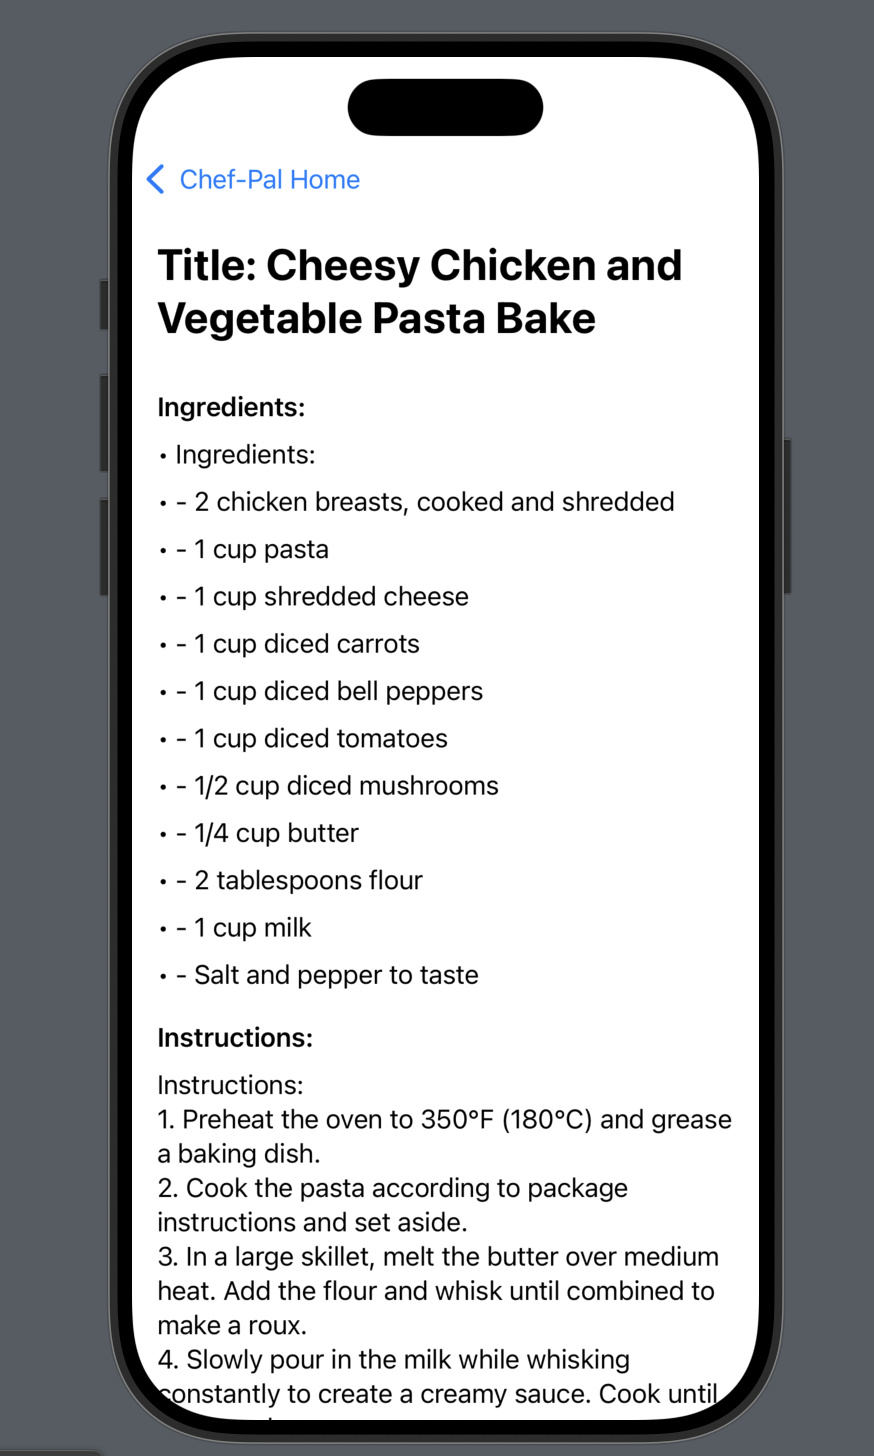 Chef-Pal Home
Title: Cheesy Chicken and
Vegetable Pasta Bake
Ingredients:
• Ingredients:
• - 2 chicken breasts, cooked and shredded
• - 1 cup pasta
• - 1 cup shredded cheese
• - 1 cup diced carrots
• - 1 cup diced bell peppers
• - 1 cup diced tomatoes
• - 1/2 cup diced mushrooms
• - 1/4 cup butter
• - 2 tablespoons flour
• - 1 cup milk
• - Salt and pepper to taste
Instructions:
Instructions:
1. Preheat the oven to 350°F (180°C) and grease
a baking dish.
2. Cook the pasta according to package
instructions and set aside.
3. In a large skillet, melt the butter over medium
heat. Add the flour and whisk until combined to
make a roux.
4. Slowly pour in the milk while whisking
constantly to create a creamy sauce. Cook until